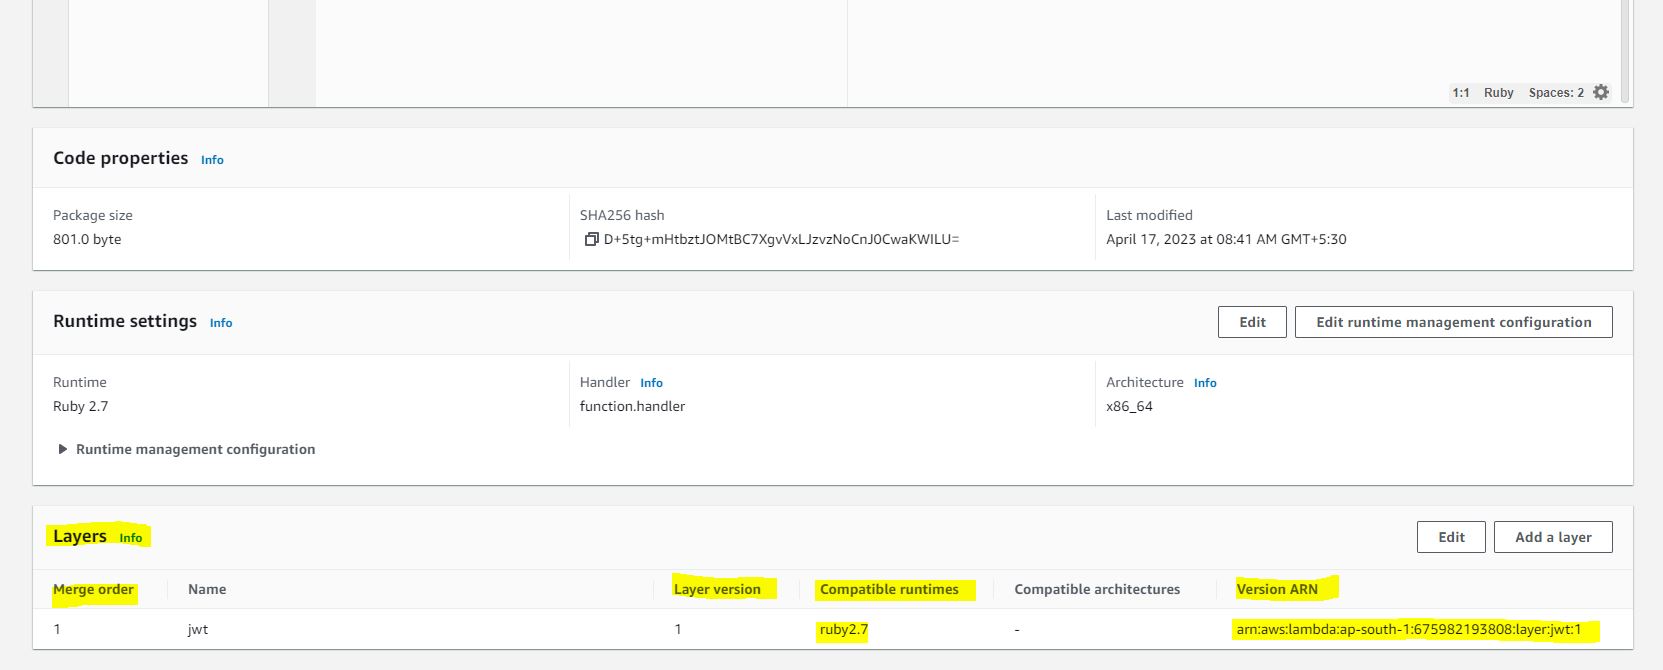 1:1 Ruby Spaces: 2
Code properties Info
Package size SHA256 hash Last modified
801.0 byte D+5tg+mHtbztJOMtBC7XgvVxLJzvzNoCnJ0CwaKWILU= April 17, 2023 at 08:41 AM GMT+5:30
Runtime settings Info Edit Edit runtime management configuration
Runtime Handler Info Architecture Info
Ruby 2.7 function.handler x86_64
Runtime management configuration
Layers Info Edit Add a layer
Merge order Name Layer version Compatible runtimes Compatible architectures Version ARN
1 jwt 1 ruby2.7 - arn:aws:lambda:ap-south-1:675982193808:layer:jwt:1